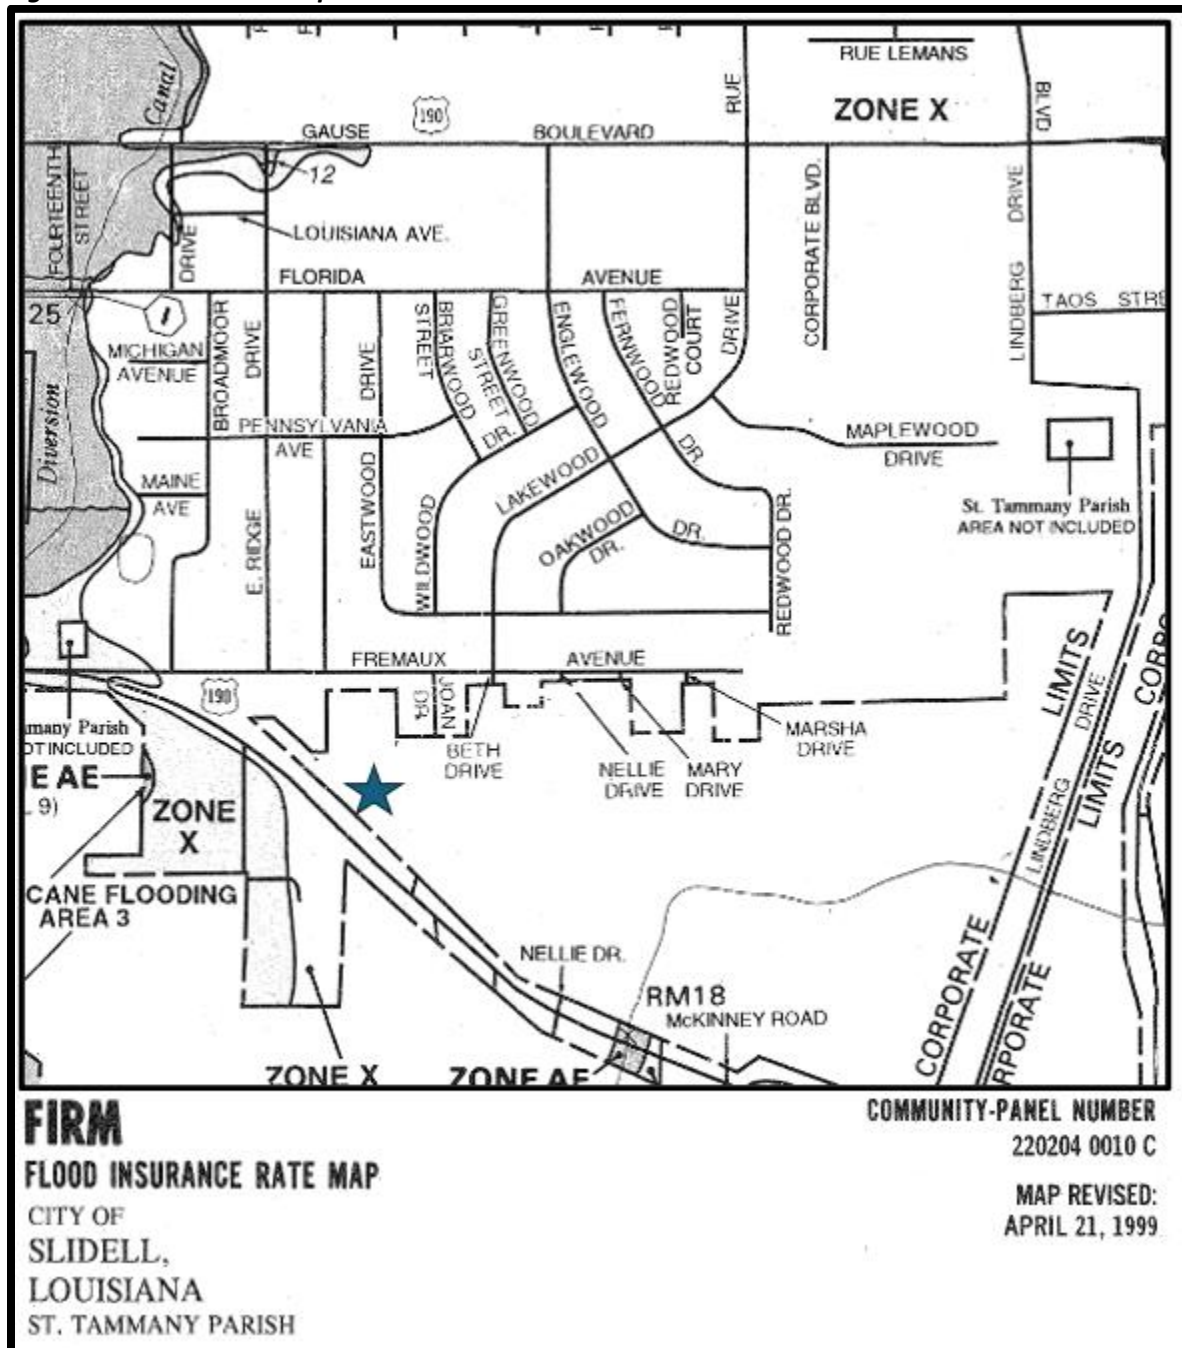 RUE LEMANS
Canal
190
RUE
ZONE X
BLVD
GAUSE
BOULEVARD
12
FOURTEENTH
STREET
LOUISIANA AVE.
DRIVE
CORPORATE BLVD.
LINDBERG DRIVE
FLORIDA
AVENUE
TAOS
25
1
MICHIGAN
AVENUE
BROADMOOR
DRIVE
DRIVE
BRIARWOOD
STREET
GREENWOOD
STREET
ENGLEWOOD
FERNWOOD
REDWOOD
COURT
DRIVE
Diversion
PENNSYLVANIA
AVE
DR.
DR.
MAPLEWOOD
DRIVE
MAINE
AVE
EASTWOOD
WILDWOOD
LAKEWOOD
OAKWOOD
DR.
DR.
REDWOOD DR.
St. Tammany Parish
AREA NOT INCLUDED
E. RIDGE
FREMAUX
AVENUE
190
JOAN
DR.
BETH
DRIVE
NELLIE
DRIVE
MARY
DRIVE
MARSHA
DRIVE
LIMITS
DRIVE
LIMITS
LINDBERG
Parish
AE
9)
ZONE
X
FLOODING
AREA 3
NELLIE DR.
RM18
McKINNEY ROAD
CORPORATE
ZONE X
ZONE AE
FIRM
FLOOD INSURANCE RATE MAP
CITY OF
SLIDELL,
LOUISIANA
ST. TAMMANY PARISH
COMMUNITY-PANEL NUMBER
220204 0010 C
MAP REVISED:
APRIL 21, 1999